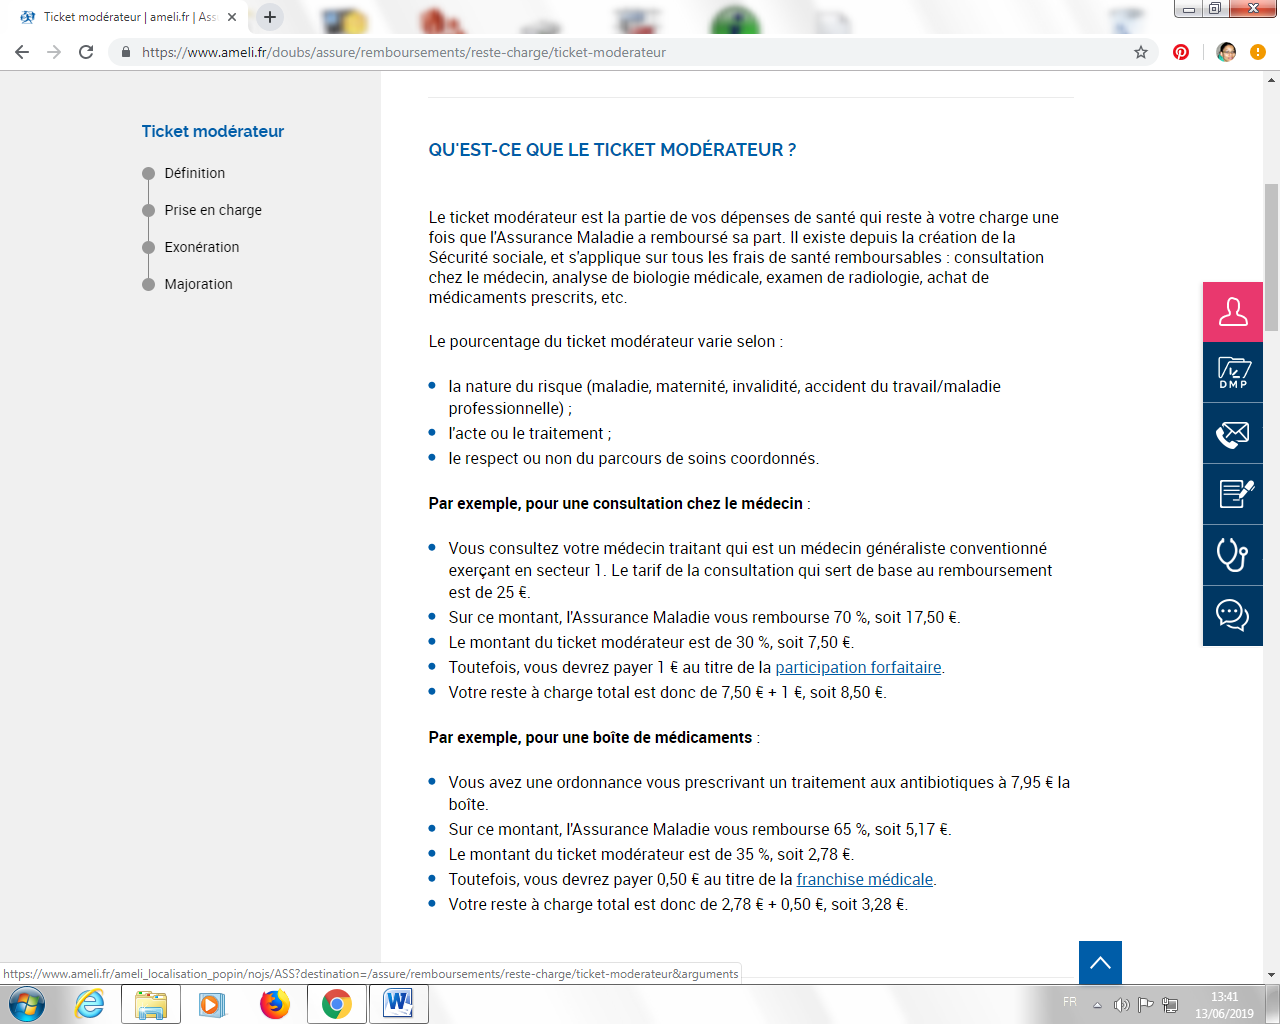 Ticket modérateur | ameli.fr | Ass
https://www.ameli.fr/doubs/assure/remboursements/reste-charge/ticket-moderateur
Ticket modérateur
Définition
Prise en charge
Exonération
Majoration
QU'EST-CE QUE LE TICKET MODÉRATEUR ?
Le ticket modérateur est la partie de vos dépenses de santé qui reste à votre charge une
fois que l'Assurance Maladie a remboursé sa part. Il existe depuis la création de la
Sécurité sociale, et s'applique sur tous les frais de santé remboursables : consultation
chez le médecin, analyse de biologie médicale, examen de radiologie, achat de
médicaments prescrits, etc.
Le pourcentage du ticket modérateur varie selon :
la nature du risque (maladie, maternité, invalidité, accident du travail/maladie
professionnelle) ;
l'acte ou le traitement ;
le respect ou non du parcours de soins coordonnés.
Par exemple, pour une consultation chez le médecin :
Vous consultez votre médecin traitant qui est un médecin généraliste conventionné
exerçant en secteur 1. Le tarif de la consultation qui sert de base au remboursement
est de 25 €.
Sur ce montant, l'Assurance Maladie vous rembourse 70 %, soit 17,50 €.
Le montant du ticket modérateur est de 30 %, soit 7,50 €.
Toutefois, vous devrez payer 1 € au titre de la participation forfaitaire.
Votre reste à charge total est donc de 7,50 € + 1 €, soit 8,50 €.
Par exemple, pour une boîte de médicaments :
Vous avez une ordonnance vous prescrivant un traitement aux antibiotiques à 7,95 € la
boîte.
Sur ce montant, l'Assurance Maladie vous rembourse 65 %, soit 5,17 €.
Le montant du ticket modérateur est de 35 %, soit 2,78 €.
Toutefois, vous devrez payer 0,50 € au titre de la franchise médicale.
Votre reste à charge total est donc de 2,78 € + 0,50 €, soit 3,28 €.
DMP
https://www.ameli.fr/ameli_localisation_popin/nojs/ASS?destination=/assure/remboursements/reste-charge/ticket-moderateur&arguments
FR
13:41
13/06/2019